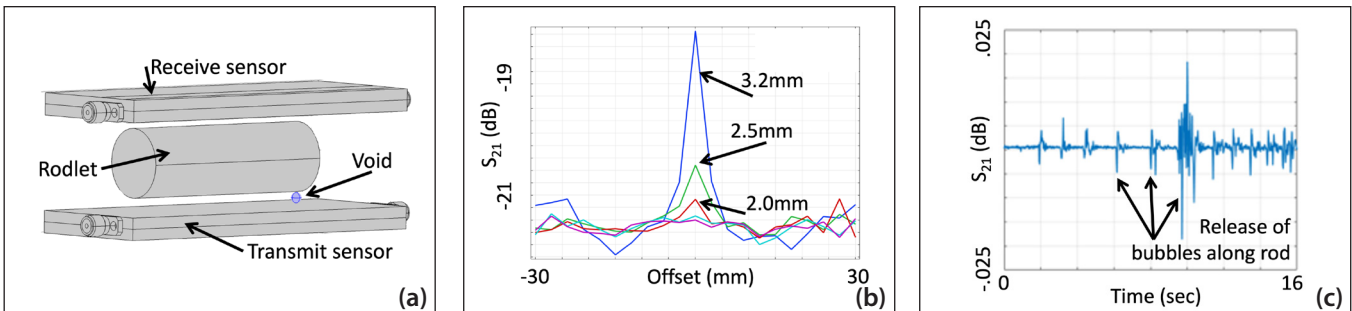 Receive sensor
Rodlet
Void
Transmit sensor
(a)
S21 (dB)
-19
-21
3.2mm
2.5mm
2.0mm
-30
Offset (mm)
30
(b)
S21 (dB)
.025
-.025
Release of
bubbles along rod
0
16
Time (sec)
(c)